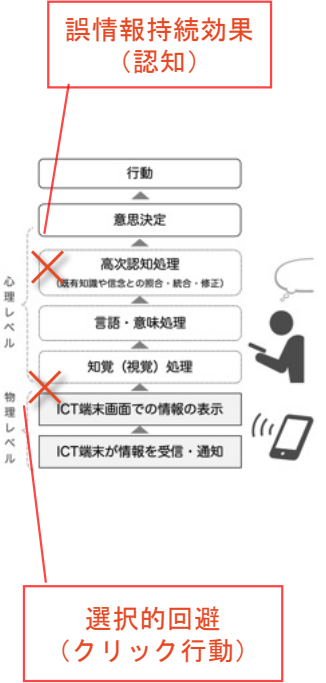 誤情報持続効果
（認知）
行動
意思決定
高次認知処理
（既有知識や信念との照合・統合・修正）
言語・意味処理
知覚（視覚）処理
心理レベル
ICT端末画面での情報の表示
ICT端末が情報を受信・通知
物理レベル
選択的回避
（クリック行動）